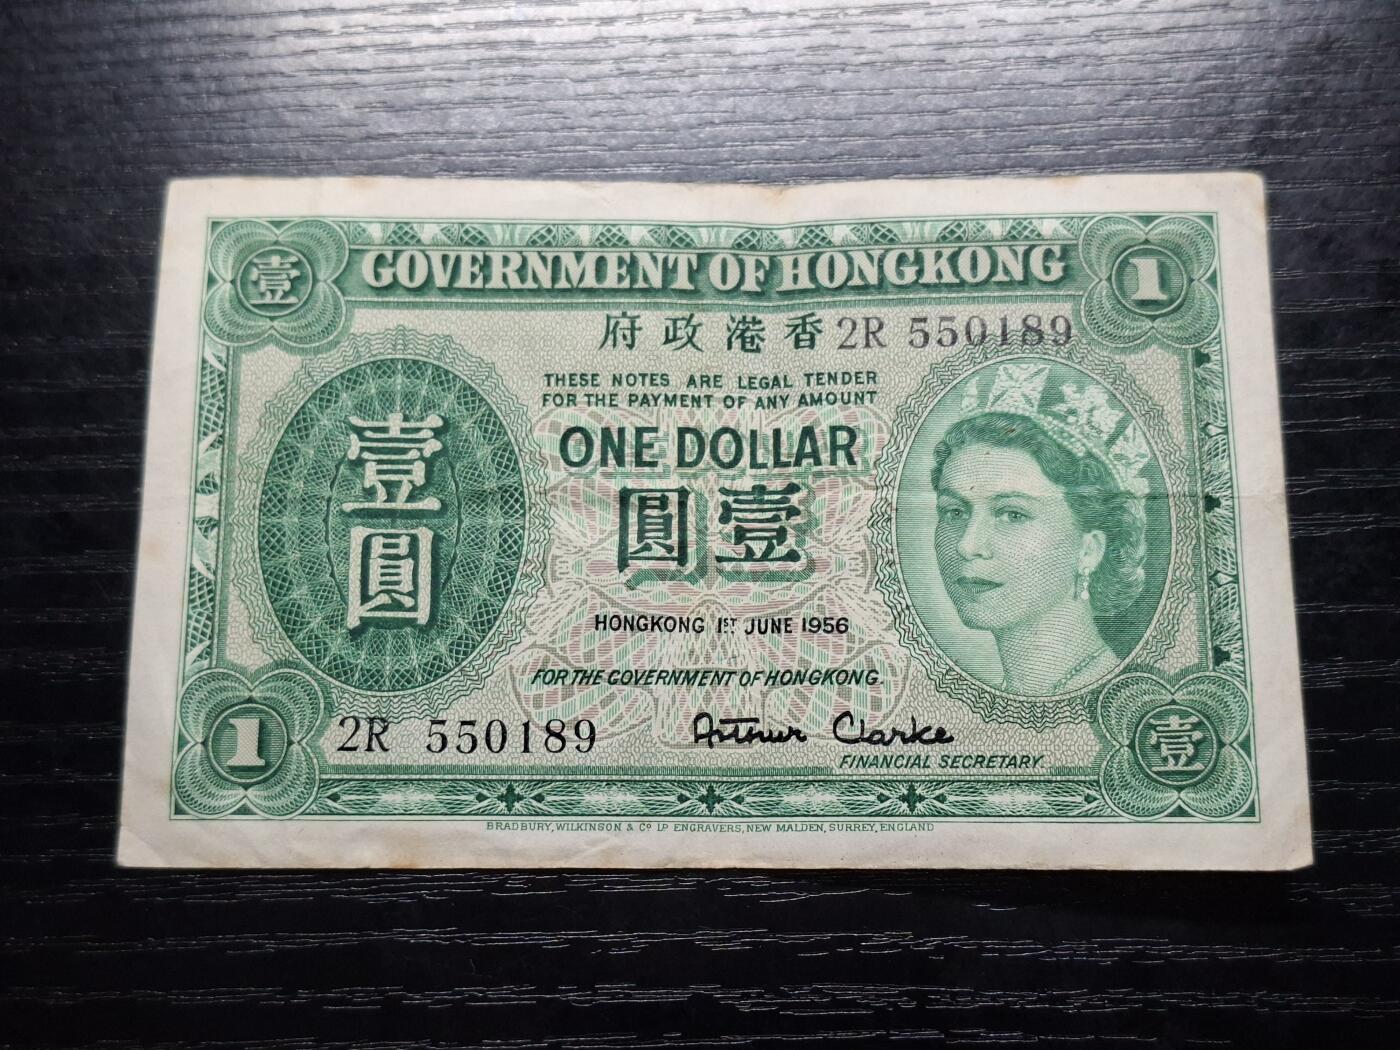 壹 GOVERNMENT OF HONGKONG 1
府政港香 2R 550189
THESE NOTES ARE LEGAL TENDER
FOR THE PAYMENT OF ANY AMOUNT
ONE DOLLAR
壹圓
圓壹
HONGKONG 1ST JUNE 1956
FOR THE GOVERNMENT OF HONGKONG.
1 2R 550189 Arthur Clarke 壹
FINANCIAL SECRETARY.
BRADBURY, WILKINSON & Co. Ld. ENGRAVERS, NEW MALDEN, SURREY, ENGLAND